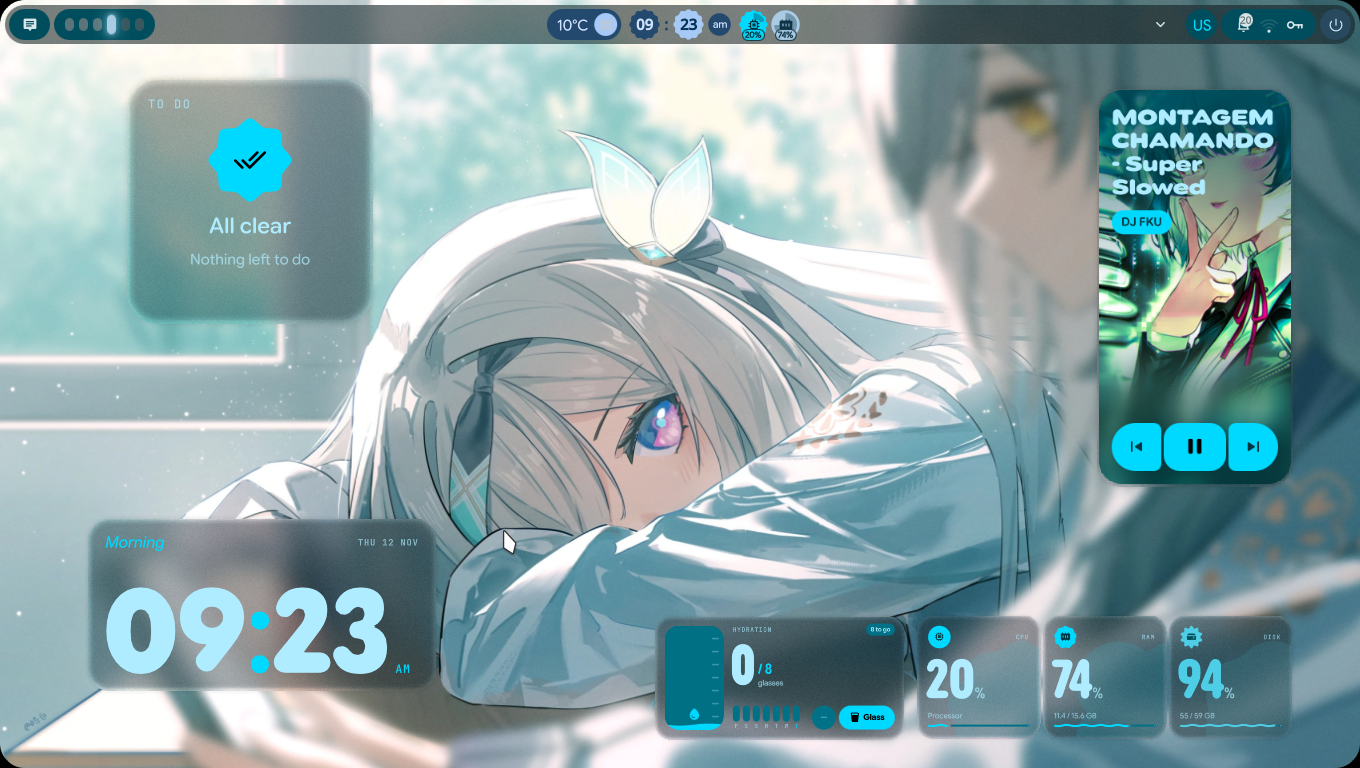 10°C
09 : 23 am
20%
74%
US
20
TO DO
All clear
Nothing left to do
MONTAGEM
CHAMANDO
- Super
Slowed
DJ FKU
Morning
THU 12 NOV
09:23 AM
HYDRATION
8 to go
0 / 8
glasses
Glass
CPU
20%
Processor
RAM
74%
11.4 / 15.6 GB
DISK
94%
55 / 59 GB